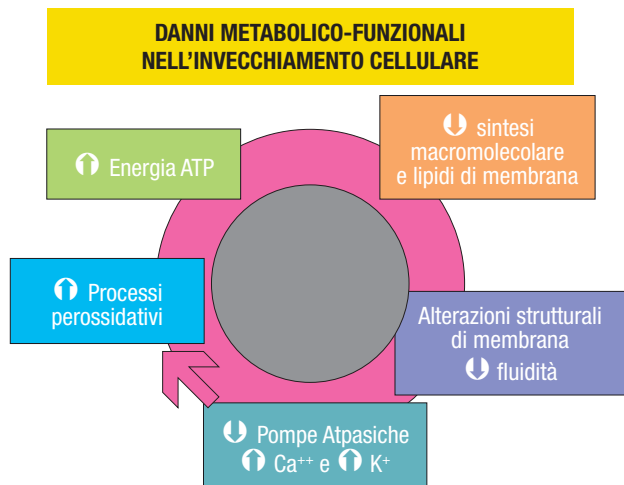 DANNI METABOLICO-FUNZIONALI
NELL'INVECCHIAMENTO CELLULARE
⬆ Energia ATP
⬇ sintesi
macromolecolare
e lipidi di membrana
⬆ Processi
perossidativi
Alterazioni strutturali
di membrana
⬇ fluidità
⬇ Pompe Atpasiche
⬆ Ca⁺⁺ e ⬆ K⁺